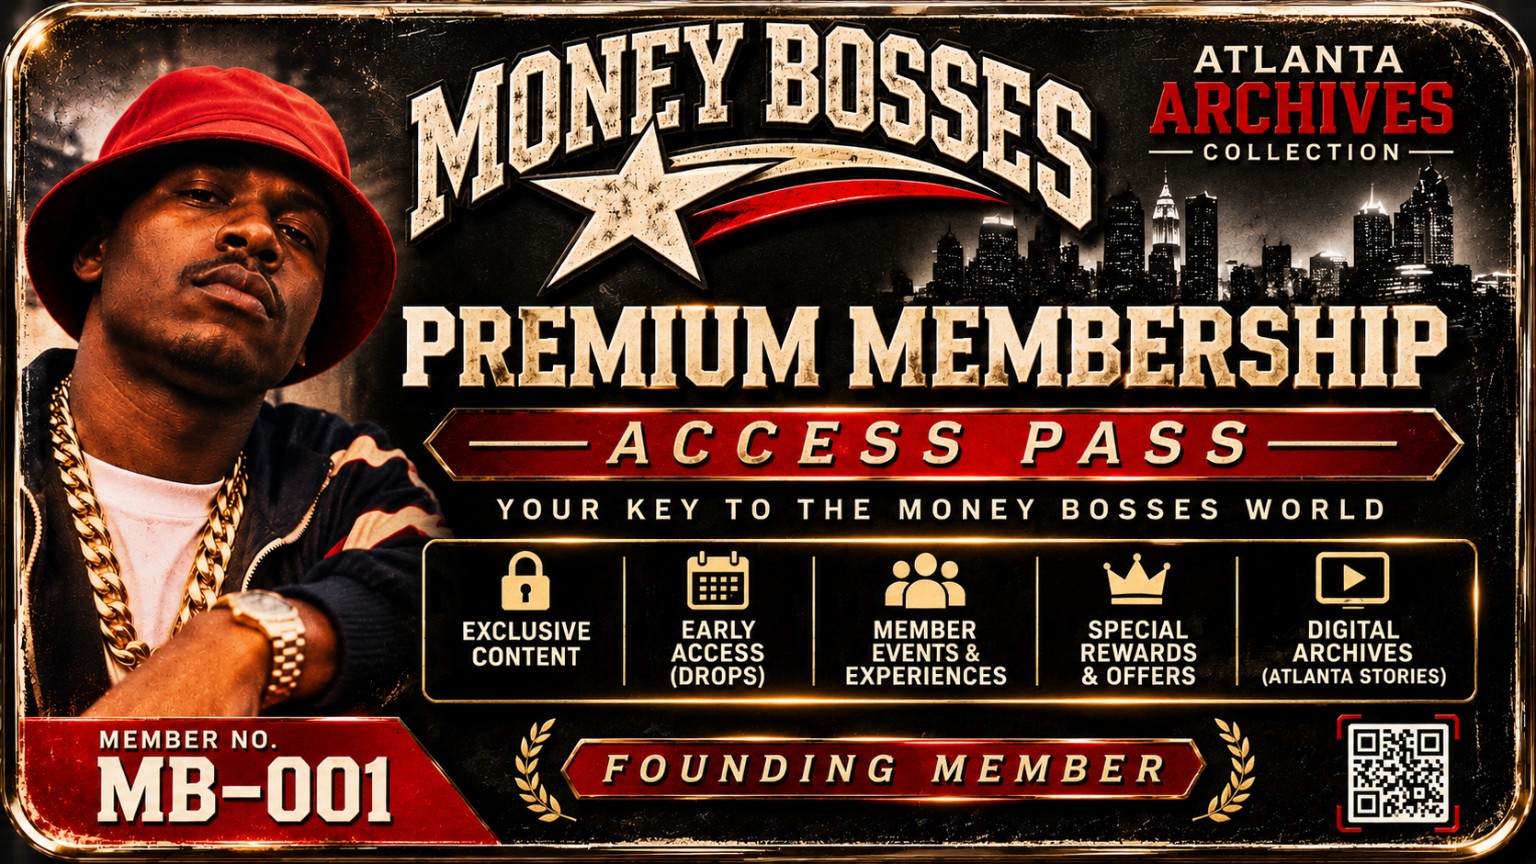 MONEY BOSSES
ATLANTA
ARCHIVES
COLLECTION
PREMIUM MEMBERSHIP
ACCESS PASS
YOUR KEY TO THE MONEY BOSSES WORLD
EXCLUSIVE
CONTENT
EARLY
ACCESS
(DROPS)
MEMBER
EVENTS &
EXPERIENCES
SPECIAL
REWARDS
& OFFERS
DIGITAL
ARCHIVES
(ATLANTA STORIES)
MEMBER NO.
MB-001
FOUNDING MEMBER